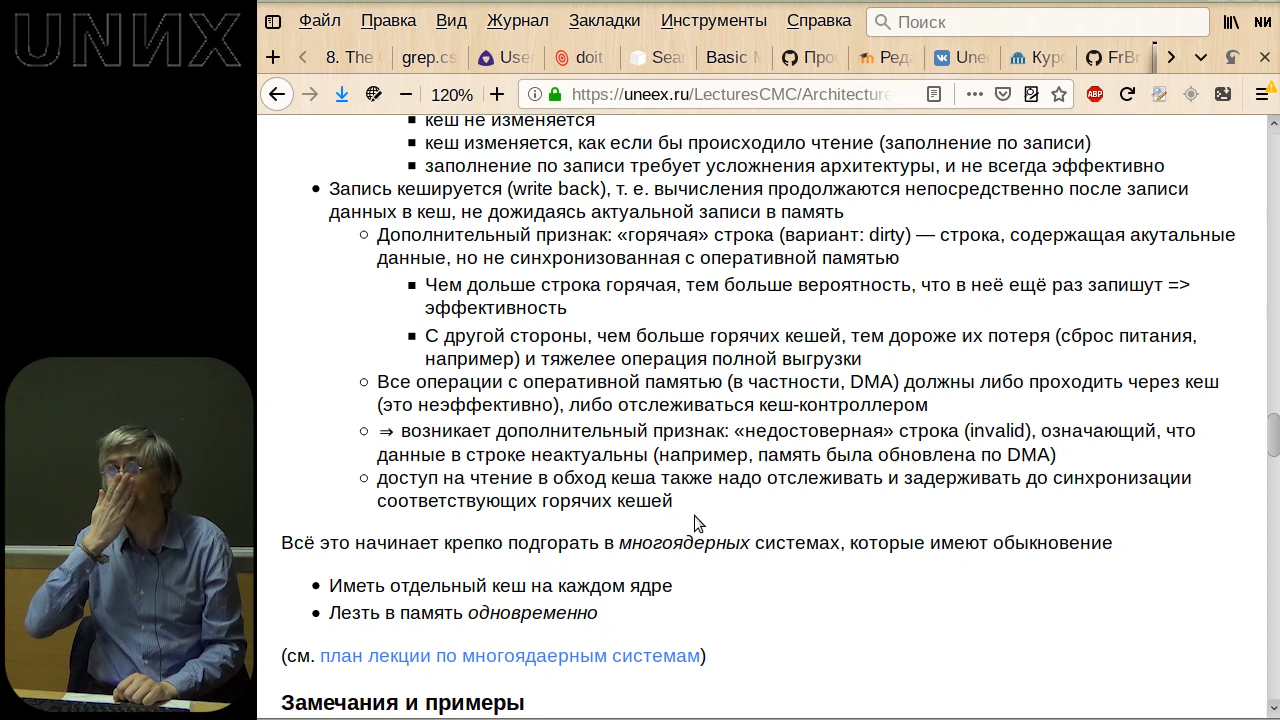 UNИX
Файл Правка Вид Журнал Закладки Инструменты Справка Поиск
8. The grep.cs User doit Sear Basic M Про Реда Une Курс FrBr
120% https://uneex.ru/LecturesCMC/Architecture ABP
кеш не изменяется
кеш изменяется, как если бы происходило чтение (заполнение по записи)
заполнение по записи требует усложнения архитектуры, и не всегда эффективно
Запись кешируется (write back), т. е. вычисления продолжаются непосредственно после записи
данных в кеш, не дожидаясь актуальной записи в память
Дополнительный признак: «горячая» строка (вариант: dirty) — строка, содержащая акутальные
данные, но не синхронизованная с оперативной памятью
Чем дольше строка горячая, тем больше вероятность, что в неё ещё раз запишут =>
эффективность
С другой стороны, чем больше горячих кешей, тем дороже их потеря (сброс питания,
например) и тяжелее операция полной выгрузки
Все операции с оперативной памятью (в частности, DMA) должны либо проходить через кеш
(это неэффективно), либо отслеживаться кеш-контроллером
⇒ возникает дополнительный признак: «недостоверная» строка (invalid), означающий, что
данные в строке неактуальны (например, память была обновлена по DMA)
доступ на чтение в обход кеша также надо отслеживать и задерживать до синхронизации
соответствующих горячих кешей
Всё это начинает крепко подгорать в многоядерных системах, которые имеют обыкновение
Иметь отдельный кеш на каждом ядре
Лезть в память одновременно
(см. план лекции по многоядаерным системам)
Замечания и примеры